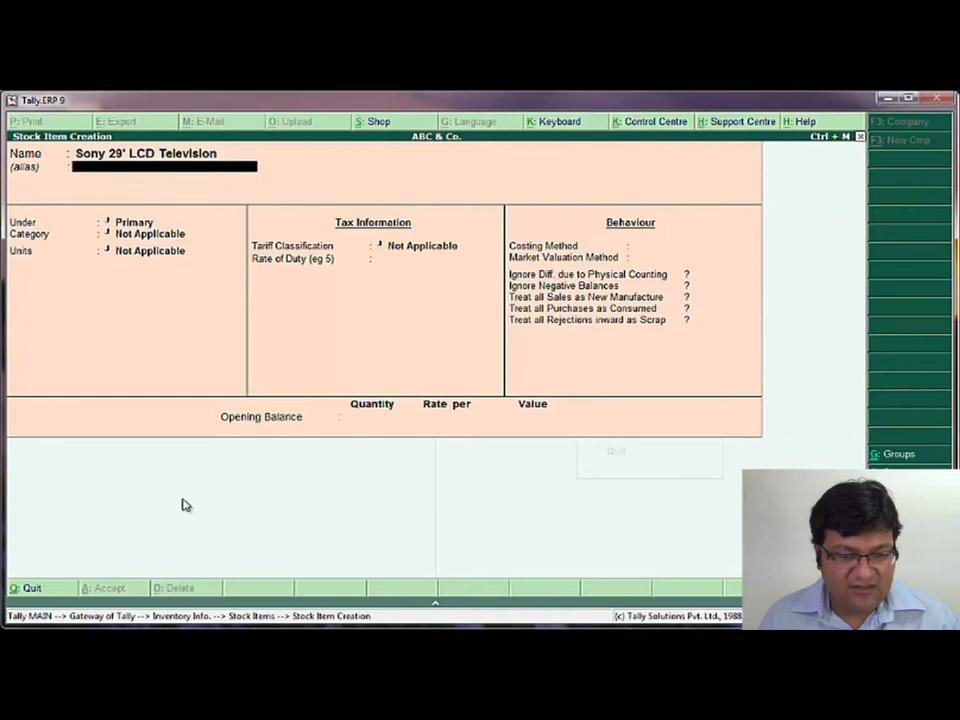 Tally.ERP 9
P: Print E: Export M: E-Mail O: Upload S: Shop G: Language K: Keyboard K: Control Centre H: Support Centre H: Help F3: Company
Stock Item Creation ABC & Co. Ctrl + M
F3: New Cmp
Name : Sony 29' LCD Television
(alias) :
Under : Primary
Category : Not Applicable
Units : Not Applicable
Tax Information
Tariff Classification : Not Applicable
Rate of Duty (eg 5) :
Behaviour
Costing Method :
Market Valuation Method :
Ignore Diff. due to Physical Counting ?
Ignore Negative Balances ?
Treat all Sales as New Manufacture ?
Treat all Purchases as Consumed ?
Treat all Rejections inward as Scrap ?
Quantity Rate per Value
Opening Balance :
Quit
G: Groups
Q: Quit A: Accept D: Delete
Tally MAIN --> Gateway of Tally --> Inventory Info. --> Stock Items --> Stock Item Creation (c) Tally Solutions Pvt. Ltd., 1988